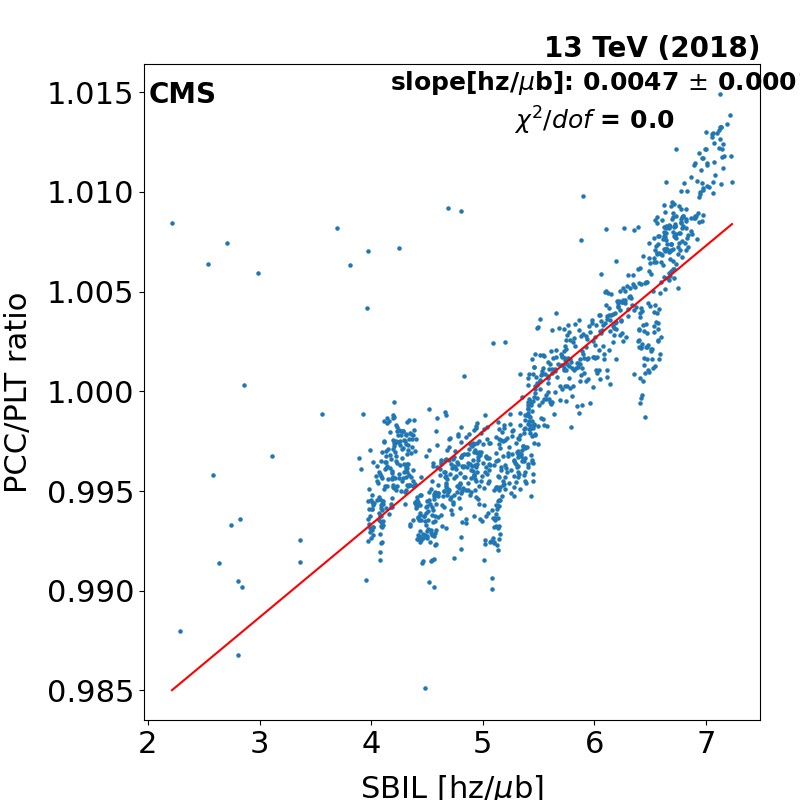 13 TeV (2018)
CMS
slope[hz/μb]: 0.0047 ± 0.000
χ²/dof = 0.0
1.015
1.010
1.005
1.000
0.995
0.990
0.985
PCC/PLT ratio
2 3 4 5 6 7
SBIL [hz/μb]